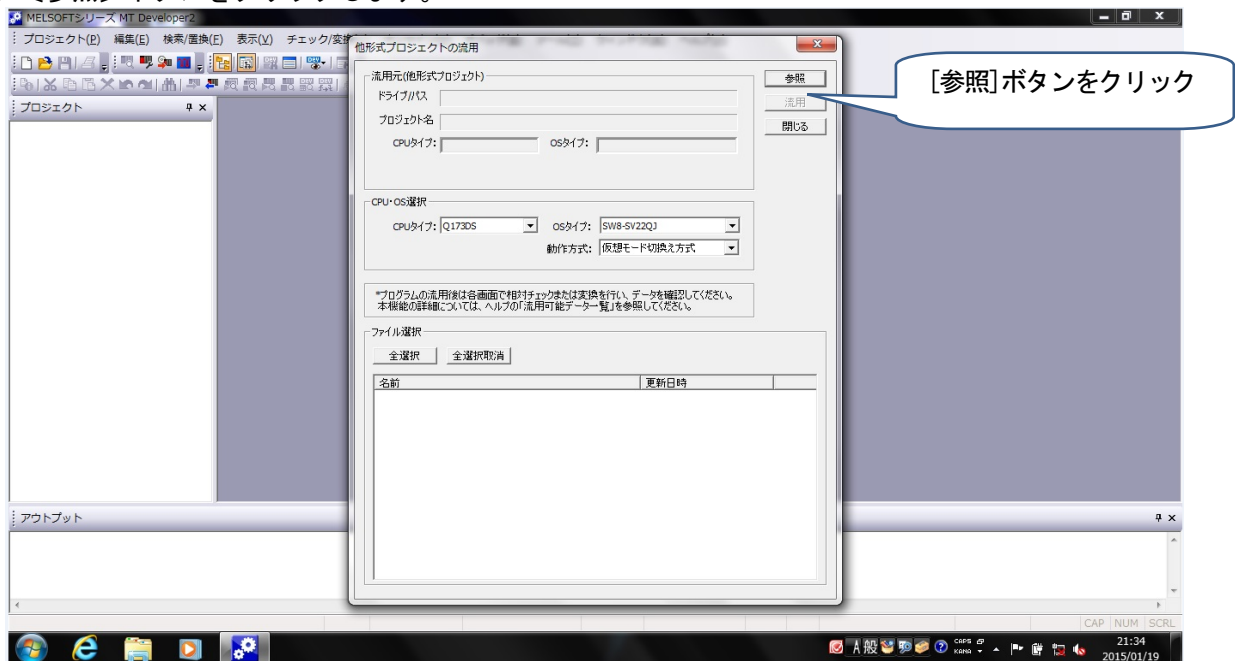 MELSOFTシリーズ MT Developer2
プロジェクト(P) 編集(E) 検索/置換(F) 表示(V) チェック/変換
他形式プロジェクトの流用
流用元(他形式プロジェクト)
参照
[参照]ボタンをクリック
ドライブ/パス
流用
プロジェクト
プロジェクト名
閉じる
CPUタイプ: OSタイプ:
CPU・OS選択
CPUタイプ: Q173DS OSタイプ: SW8-SV22QJ
動作方式: 仮想モード切換え方式
*プログラムの流用後は各画面で相対チェックまたは変換を行い、データを確認してください。
本機能の詳細については、ヘルプの「流用可能データ一覧」を参照してください。
ファイル選択
全選択 全選択取消
名前 更新日時
アウトプット
CAP NUM SCRL
A 般 CAPS KANA
21:34
2015/01/19